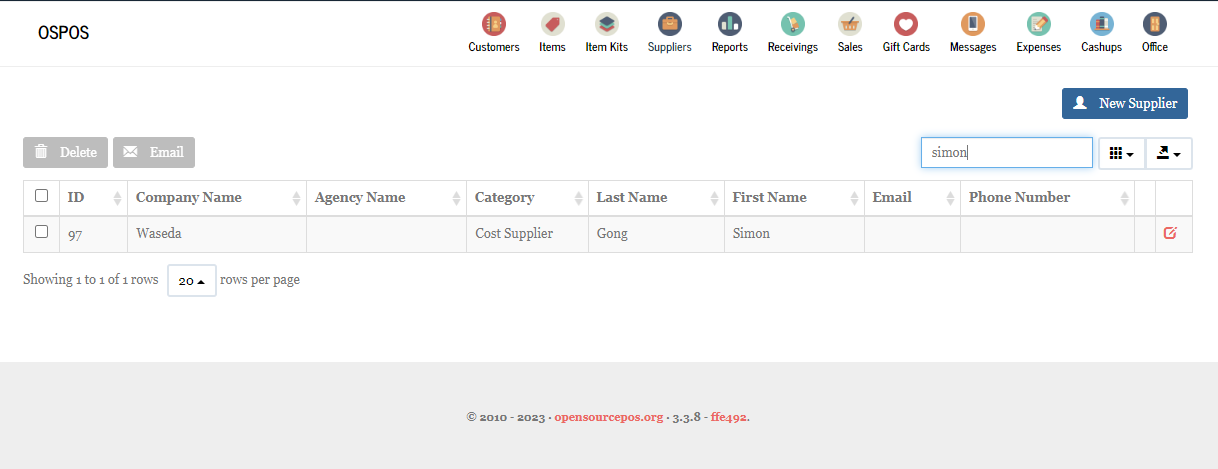 OSPOS
Customers Items Item Kits Suppliers Reports Receivings Sales Gift Cards Messages Expenses Cashups Office
New Supplier
Delete Email simon
ID Company Name Agency Name Category Last Name First Name Email Phone Number
97 Waseda Cost Supplier Gong Simon
Showing 1 to 1 of 1 rows 20 rows per page
© 2010 - 2023 · opensourcepos.org · 3.3.8 - ffe492.